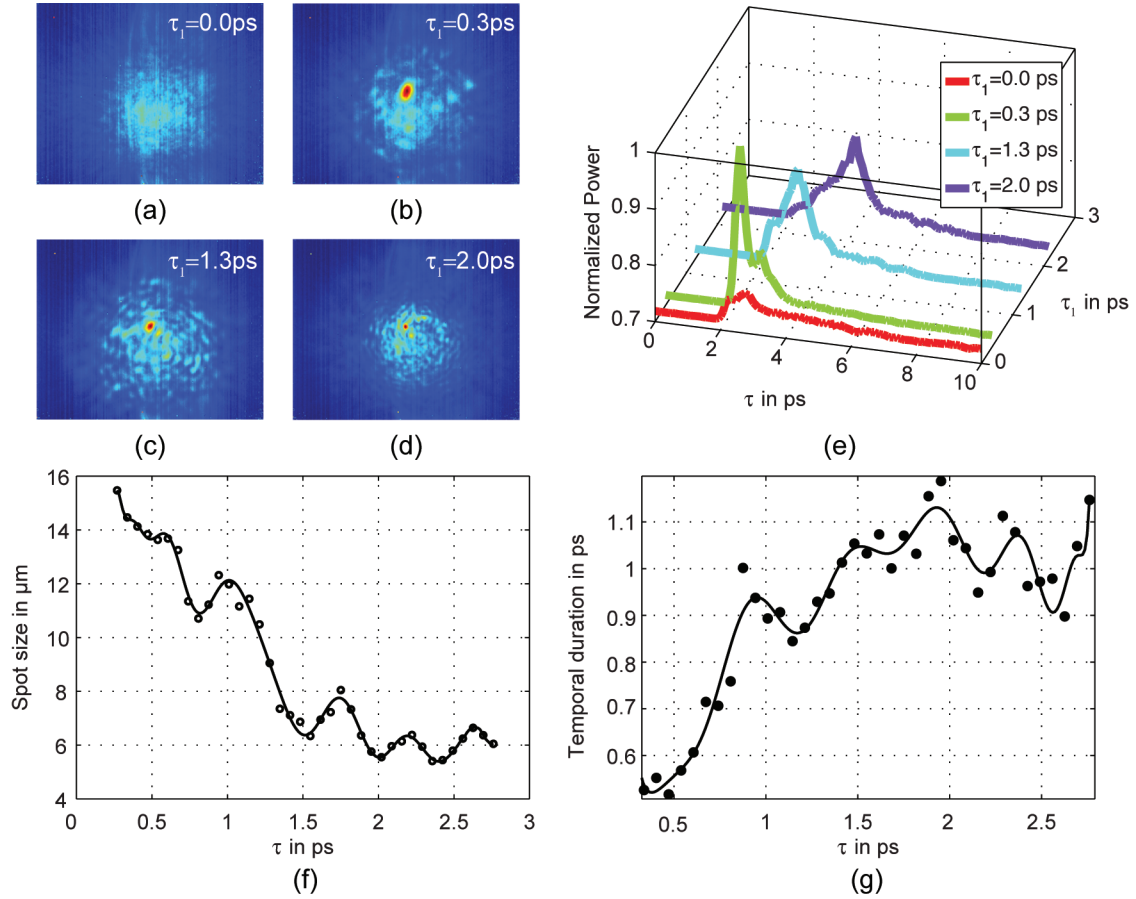 τ₁=0.0ps
τ₁=0.3ps
(a)
(b)
τ₁=1.3ps
τ₁=2.0ps
(c)
(d)
τ₁=0.0 ps
τ₁=0.3 ps
τ₁=1.3 ps
τ₁=2.0 ps
Normalized Power
1
0.9
0.8
0.7
0
2
4
6
8
10
τ in ps
0
1
2
3
τ₁ in ps
(e)
Spot size in μm
16
14
12
10
8
6
4
0
0.5
1
1.5
2
2.5
3
τ in ps
(f)
Temporal duration in ps
1.1
1
0.9
0.8
0.7
0.6
0.5
1
1.5
2
2.5
τ in ps
(g)